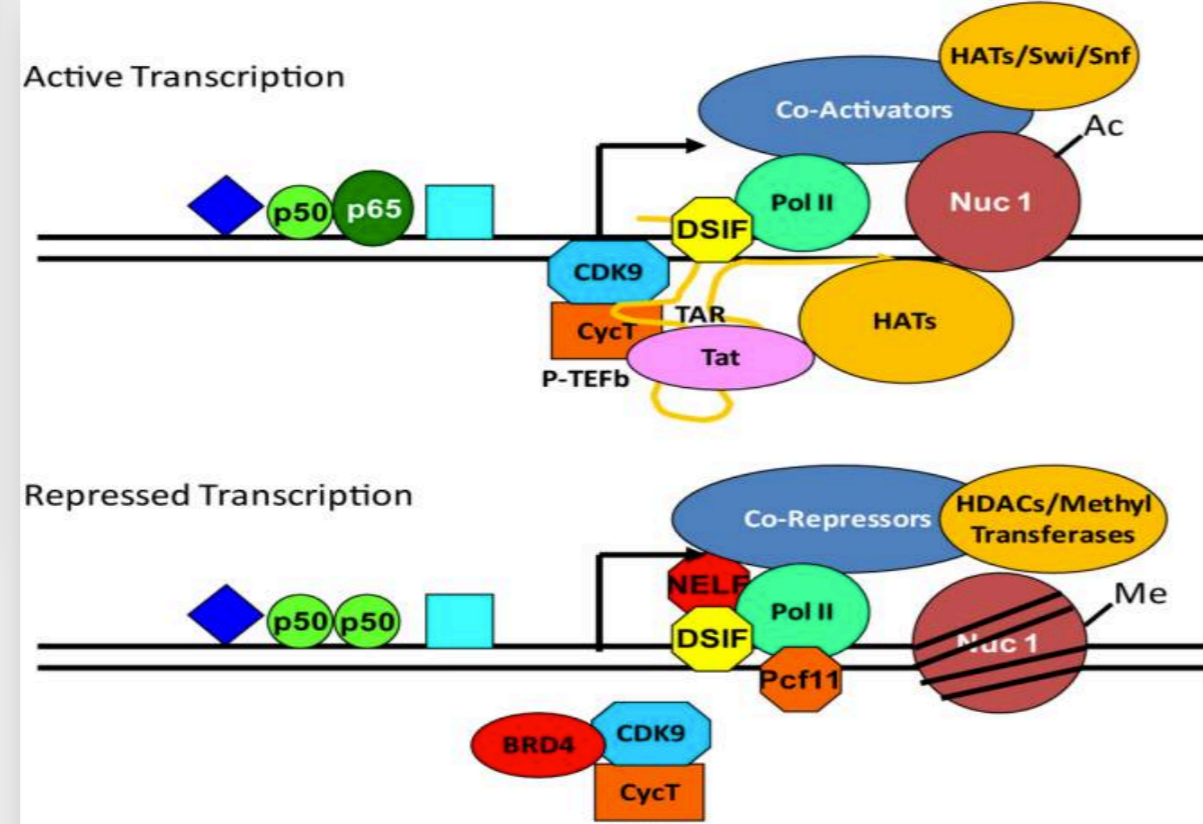 Active Transcription
HATs/Swi/Snf
Co-Activators
Ac
p50
p65
DSIF
Pol II
Nuc 1
CDK9
TAR
CycT
Tat
HATs
P-TEFb
Repressed Transcription
Co-Repressors
HDACs/Methyl
Transferases
NELF
p50
p50
Pol II
Me
DSIF
Nuc 1
Pcf11
BRD4
CDK9
CycT